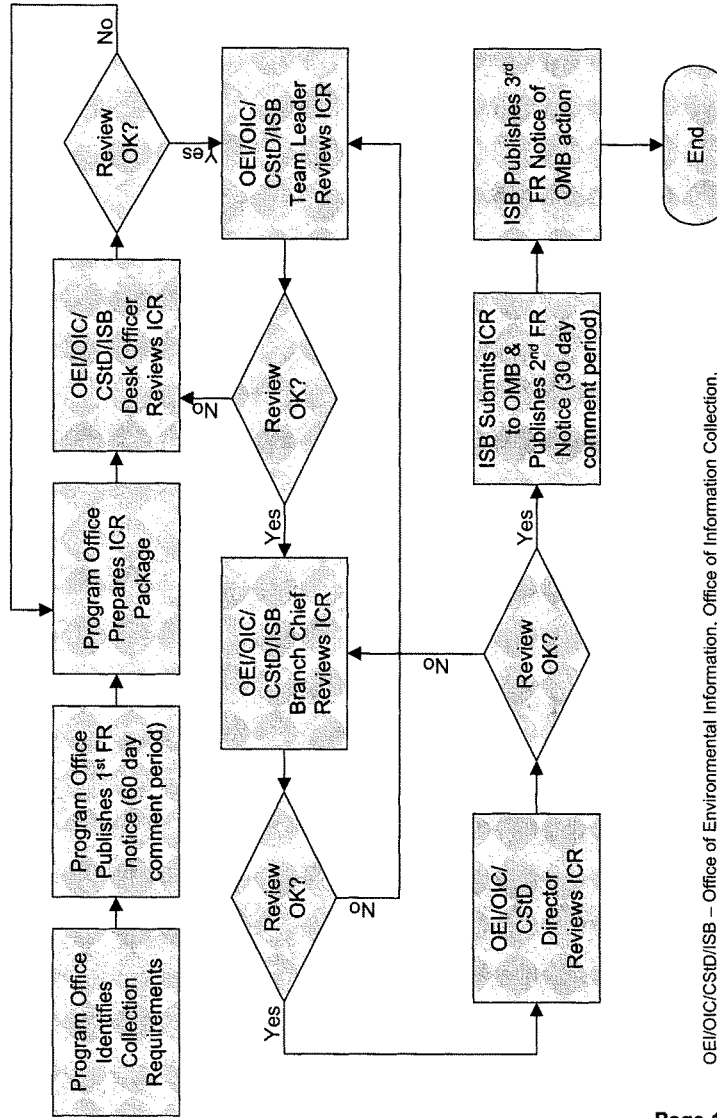 Program Office
Identifies
Collection
Requirements
Program Office
Publishes 1st FR
notice (60 day
comment period)
Program Office
Prepares ICR
Package
OEI/OIC/
CStD/ISB
Desk Officer
Reviews ICR
Review
OK?
No
Yes
OEI/OIC/
CStD/ISB
Team Leader
Reviews ICR
Review
OK?
No
Yes
OEI/OIC/
CStD/ISB
Branch Chief
Reviews ICR
Review
OK?
No
Yes
OEI/OIC/
CStD
Director
Reviews ICR
Review
OK?
No
Yes
ISB Submits ICR
to OMB &
Publishes 2nd FR
Notice (30 day
comment period)
ISB Publishes 3rd
FR Notice of
OMB action
End
OEI/OIC/CStD/ISB – Office of Environmental Information, Office of Information Collection,